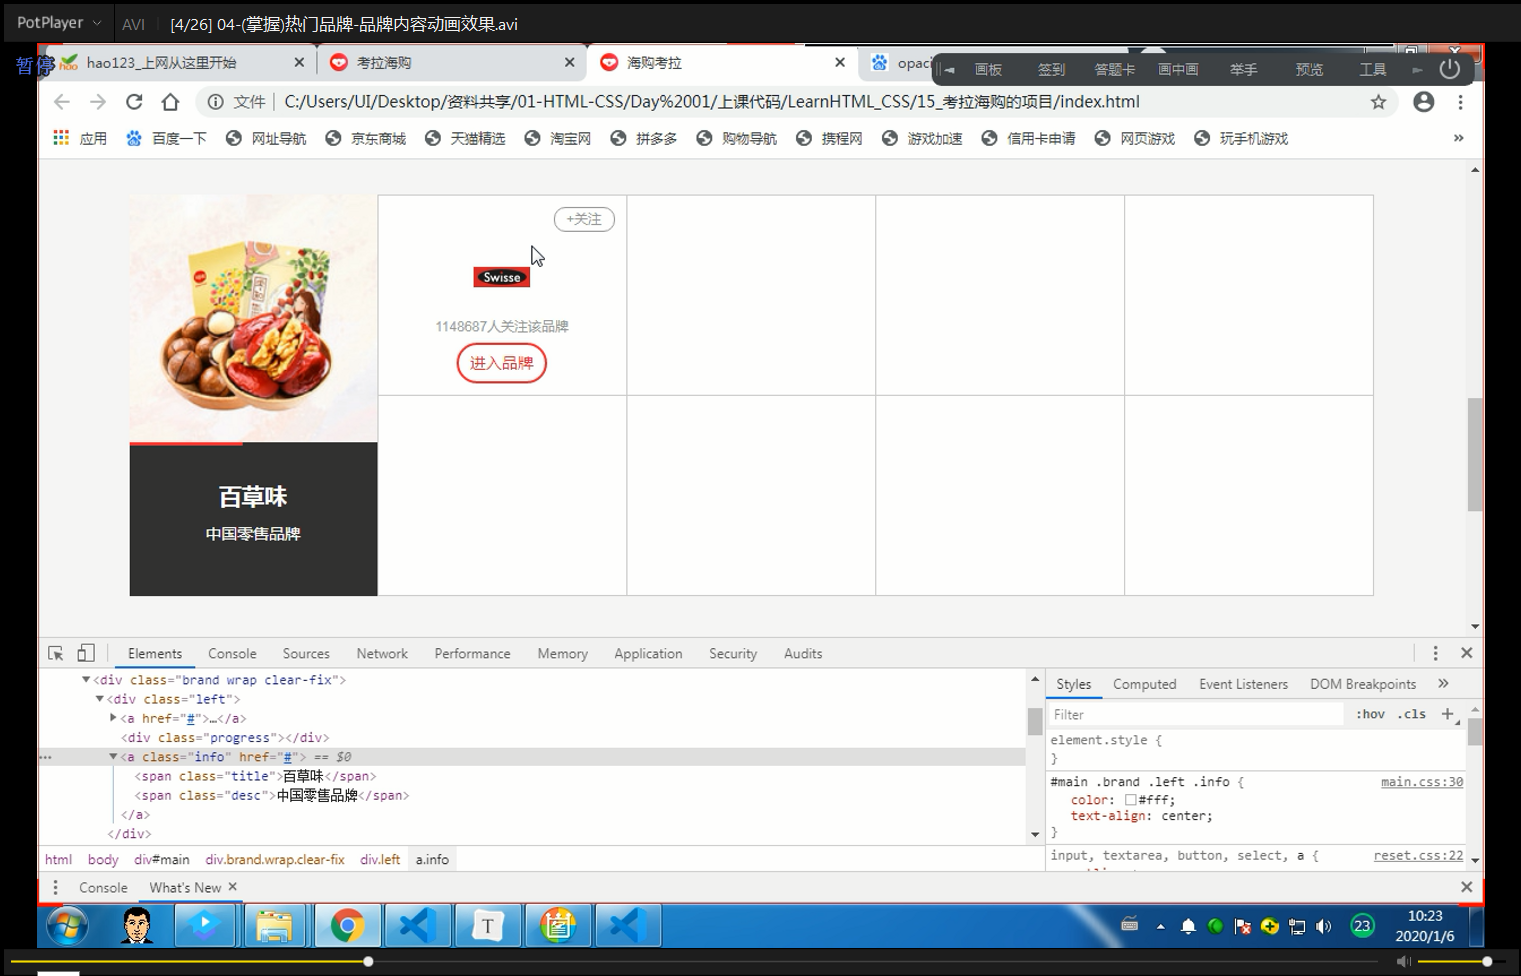 PotPlayer AVI [4/26] 04-(掌握)热门品牌-品牌内容动画效果.avi
暂停
hao123_上网从这里开始 考拉海购 海购考拉 opaci
画板 签到 答题卡 画中画 举手 预览 工具
文件 C:/Users/UI/Desktop/资料共享/01-HTML-CSS/Day%2001/上课代码/LearnHTML_CSS/15_考拉海购的项目/index.html
应用 百度一下 网址导航 京东商城 天猫精选 淘宝网 拼多多 购物导航 携程网 游戏加速 信用卡申请 网页游戏 玩手机游戏 »
+关注
Swisse
1148687人关注该品牌
进入品牌
百草味
中国零售品牌
Elements Console Sources Network Performance Memory Application Security Audits
<div class="brand wrap clear-fix">
<div class="left">
<a href="#">…</a>
<div class="progress"></div>
<a class="info" href="#"> == $0
<span class="title">百草味</span>
<span class="desc">中国零售品牌</span>
</a>
</div>
html body div#main div.brand.wrap.clear-fix div.left a.info
Styles Computed Event Listeners DOM Breakpoints »
Filter :hov .cls +
element.style {
}
#main .brand .left .info { main.css:30
color: #fff;
text-align: center;
}
input, textarea, button, select, a { reset.css:22
Console What's New
T
23
10:23
2020/1/6